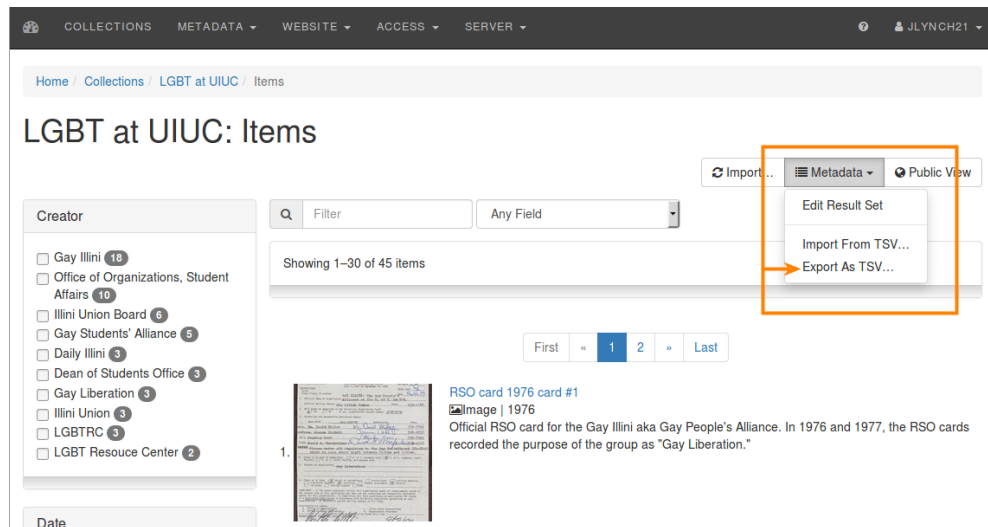 COLLECTIONS METADATA WEBSITE ACCESS SERVER JLYNCH21
Home / Collections / LGBT at UIUC / Items
LGBT at UIUC: Items
Import… Metadata Public View
Edit Result Set
Import From TSV…
Export As TSV…
Creator
Gay Illini 18
Office of Organizations, Student
Affairs 10
Illini Union Board 6
Gay Students' Alliance 5
Daily Illini 3
Dean of Students Office 3
Gay Liberation 3
Illini Union 3
LGBTRC 3
LGBT Resouce Center 2
Date
Filter Any Field
Showing 1–30 of 45 items
First « 1 2 » Last
1.
RSO card 1976 card #1
Image | 1976
Official RSO card for the Gay Illini aka Gay People's Alliance. In 1976 and 1977, the RSO cards
recorded the purpose of the group as "Gay Liberation."